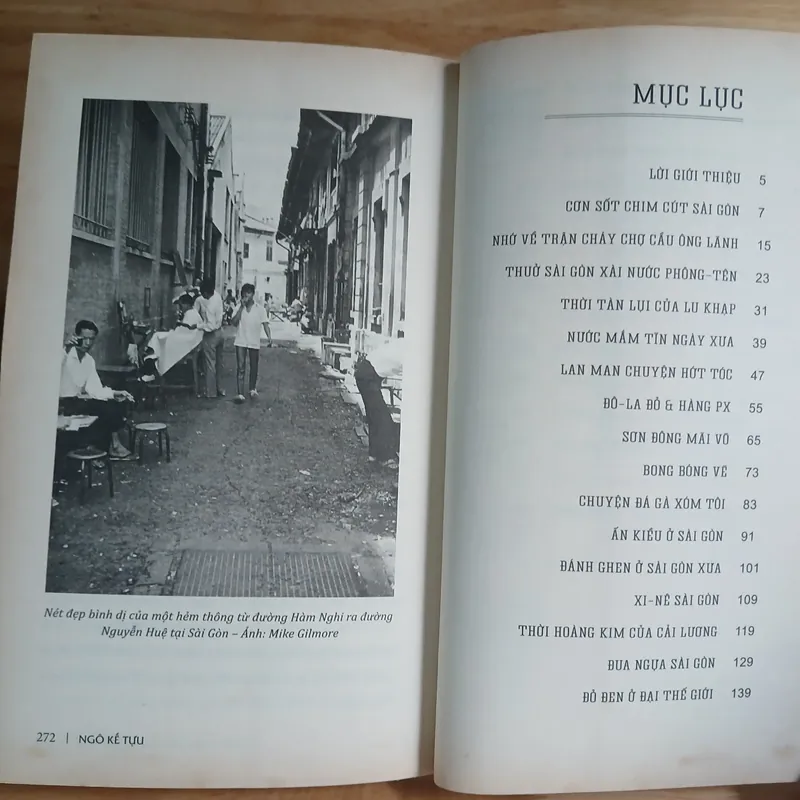 Nét đẹp bình dị của một hẻm thông từ đường Hàm Nghi ra đường
Nguyễn Huệ tại Sài Gòn – Ảnh: Mike Gilmore
272 | NGÔ KẾ TỰU
MỤC LỤC
LỜI GIỚI THIỆU 5
CƠN SỐT CHIM CÚT SÀI GÒN 7
NHỚ VỀ TRẬN CHÁY CHỢ CẦU ÔNG LÃNH 15
THUỞ SÀI GÒN XÀI NƯỚC PHÔNG-TÊN 23
THỜI TÀN LỤI CỦA LU KHẠP 31
NƯỚC MẮM TĨN NGÀY XƯA 39
LAN MAN CHUYỆN HỚT TÓC 47
ĐÔ-LA ĐỎ & HÀNG PX 55
SƠN ĐÔNG MÃI VÕ 65
BONG BÓNG VỀ 73
CHUYỆN ĐÁ GÀ XÓM TÔI 83
ẤN KIỀU Ở SÀI GÒN 91
ĐÁNH GHEN Ở SÀI GÒN XƯA 101
XI-NÊ SÀI GÒN 109
THỜI HOÀNG KIM CỦA CẢI LƯƠNG 119
ĐUA NGỰA SÀI GÒN 129
ĐỎ ĐEN Ở ĐẠI THẾ GIỚI 139